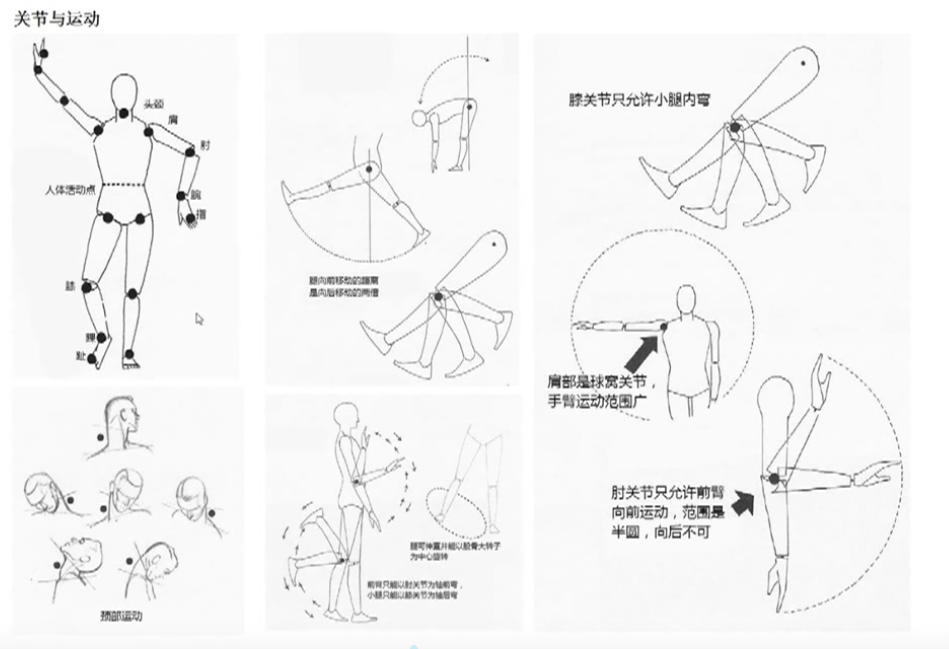 关节与运动
头颈
肩
肘
人体活动点
腕
指
膝
踝
趾
腿向前移动的距离
是向后移动的两倍
膝关节只允许小腿内弯
肩部是球窝关节，
手臂运动范围广
肘关节只允许前臂
向前运动，范围是
半圆，向后不可
腿可伸直并能以股骨大转子
为中心旋转
前臂只能以肘关节为轴前弯，
小腿只能以膝关节为轴后弯
颈部运动